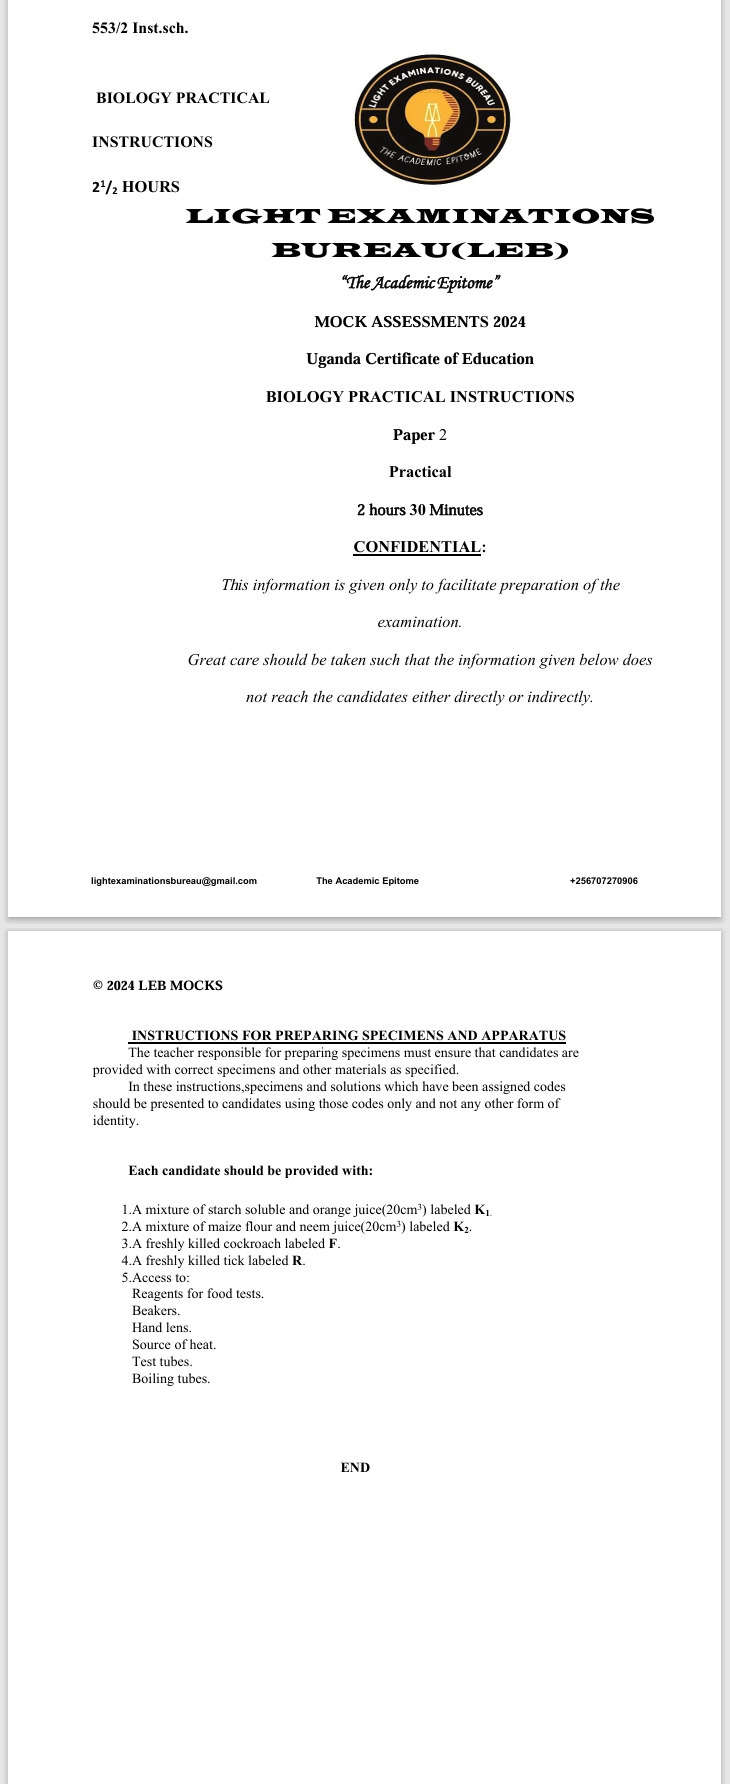 553/2 Inst.sch.
BIOLOGY PRACTICAL
INSTRUCTIONS
2¹/₂ HOURS
LIGHT EXAMINATIONS BUREAU
THE ACADEMIC EPITOME
LIGHT EXAMINATIONS
BUREAU(LEB)
“The Academic Epitome”
MOCK ASSESSMENTS 2024
Uganda Certificate of Education
BIOLOGY PRACTICAL INSTRUCTIONS
Paper 2
Practical
2 hours 30 Minutes
CONFIDENTIAL:
This information is given only to facilitate preparation of the
examination.
Great care should be taken such that the information given below does
not reach the candidates either directly or indirectly.
lightexaminationsbureau@gmail.com The Academic Epitome +256707270906
© 2024 LEB MOCKS
INSTRUCTIONS FOR PREPARING SPECIMENS AND APPARATUS
The teacher responsible for preparing specimens must ensure that candidates are
provided with correct specimens and other materials as specified.
In these instructions,specimens and solutions which have been assigned codes
should be presented to candidates using those codes only and not any other form of
identity.
Each candidate should be provided with:
1.A mixture of starch soluble and orange juice(20cm³) labeled K₁.
2.A mixture of maize flour and neem juice(20cm³) labeled K₂.
3.A freshly killed cockroach labeled F.
4.A freshly killed tick labeled R.
5.Access to:
Reagents for food tests.
Beakers.
Hand lens.
Source of heat.
Test tubes.
Boiling tubes.
END